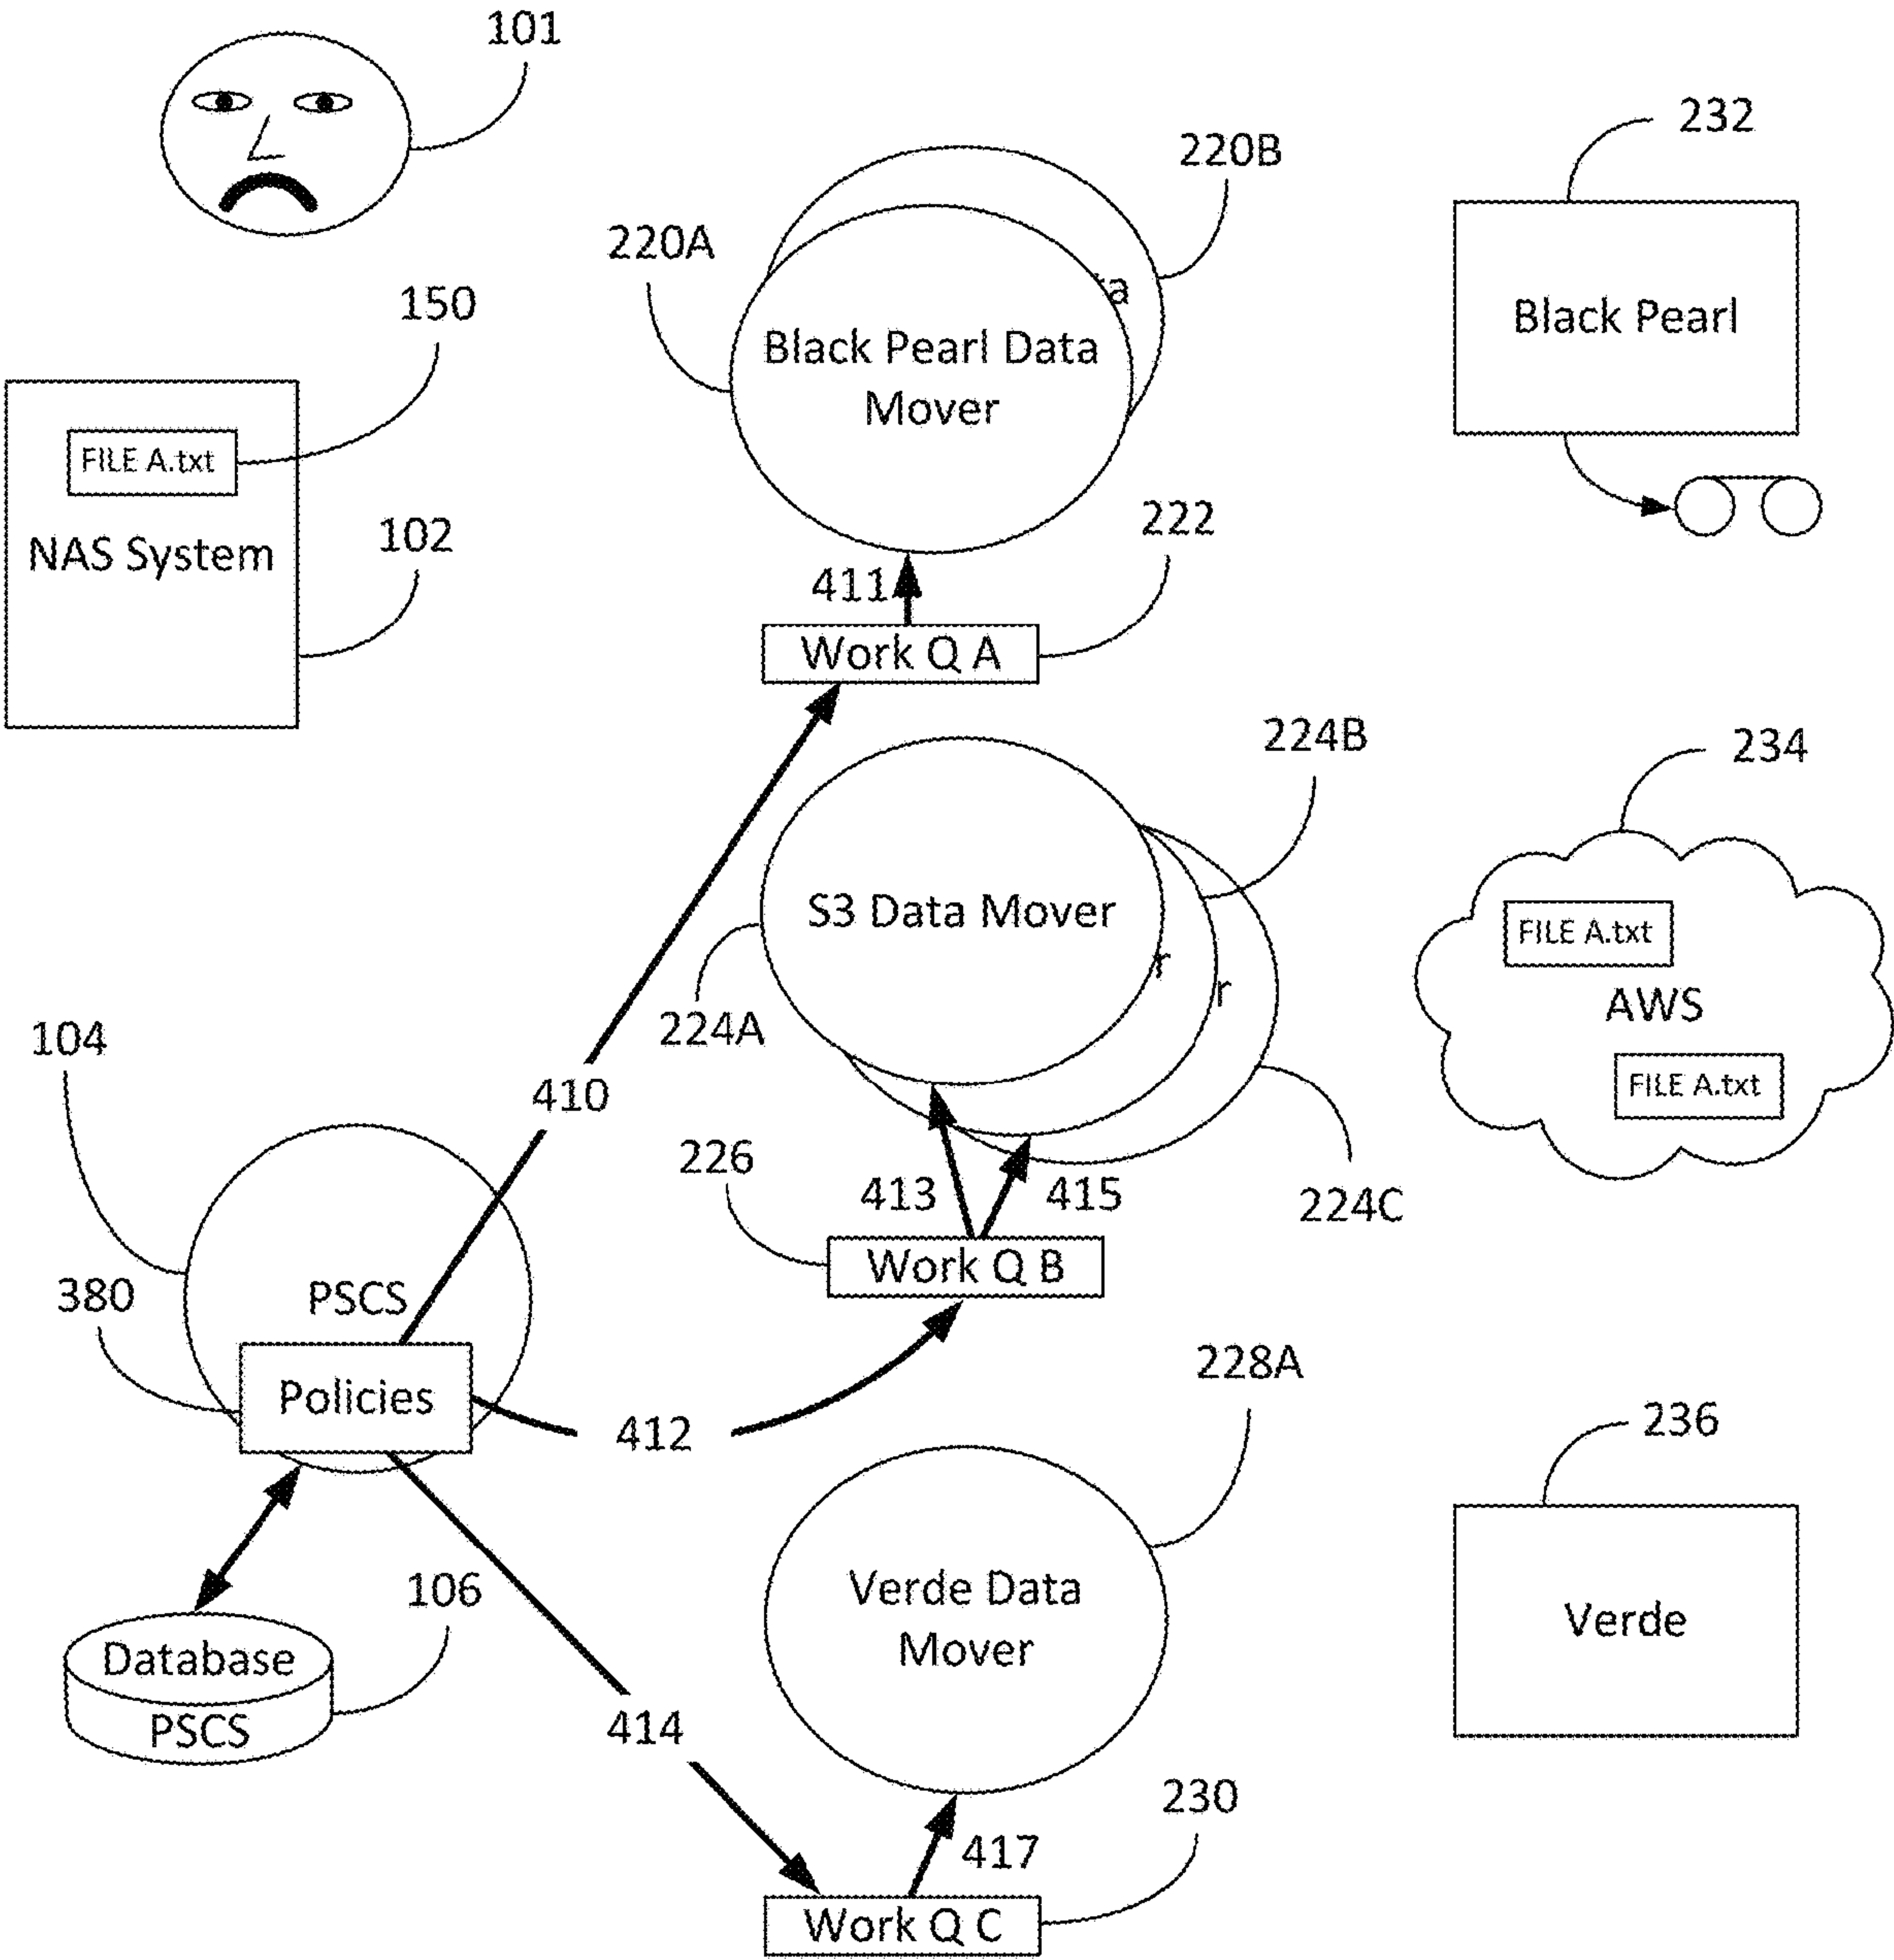 101
232
220B
220A
150
Black Pearl
a
Black Pearl Data
Mover
FILE A.txt
222
102
NAS System
411
Work Q A
224B
234
S3 Data Mover
FILE A.txt
r
r
AWS
224A
104
FILE A.txt
410
226
413
415
224C
Work Q B
380
PSCS
228A
Policies
412
236
106
Verde Data
Mover
Verde
Database
PSCS
414
230
417
Work Q C